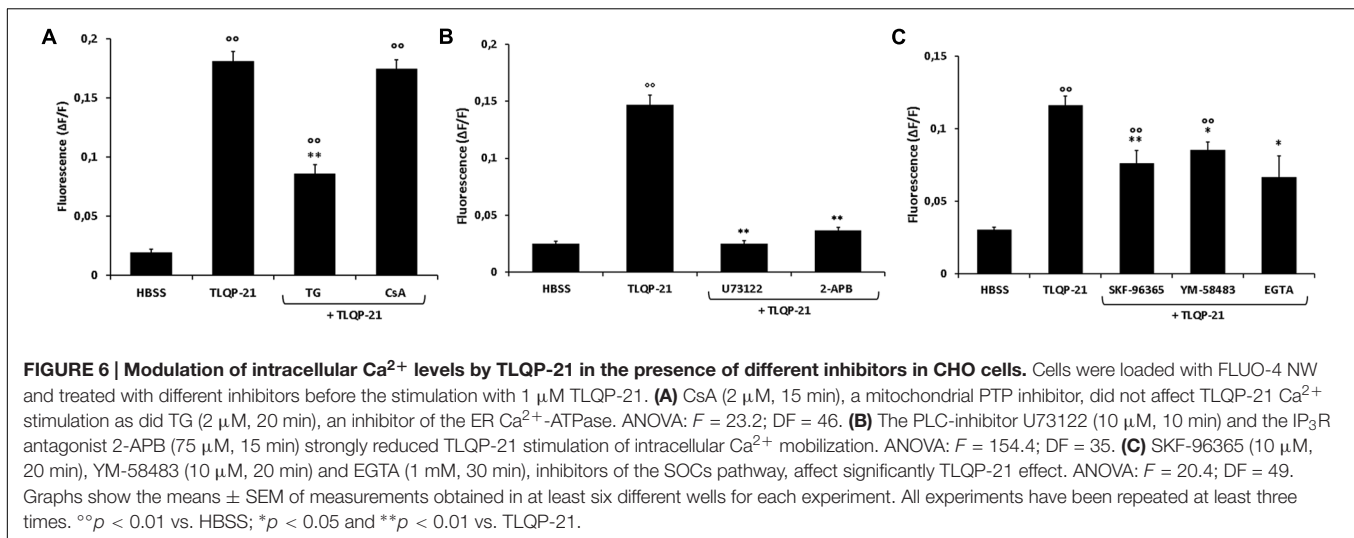 A
B
C
0,2
0,15
0,1
0,05
0
Fluorescence (ΔF/F)
°°
°°
**
°°
HBSS
TLQP-21
TG
CsA
+ TLQP-21
0,2
0,15
0,1
0,05
0
Fluorescence (ΔF/F)
°°
**
**
HBSS
TLQP-21
U73122
2-APB
+ TLQP-21
0,15
0,1
0,05
0
Fluorescence (ΔF/F)
°°
°°
**
°°
*
*
HBSS
TLQP-21
SKF-96365
YM-58483
EGTA
+ TLQP-21
FIGURE 6 | Modulation of intracellular Ca²⁺ levels by TLQP-21 in the presence of different inhibitors in CHO cells. Cells were loaded with FLUO-4 NW
and treated with different inhibitors before the stimulation with 1 μM TLQP-21. (A) CsA (2 μM, 15 min), a mitochondrial PTP inhibitor, did not affect TLQP-21 Ca²⁺
stimulation as did TG (2 μM, 20 min), an inhibitor of the ER Ca²⁺-ATPase. ANOVA: F = 23.2; DF = 46. (B) The PLC-inhibitor U73122 (10 μM, 10 min) and the IP₃R
antagonist 2-APB (75 μM, 15 min) strongly reduced TLQP-21 stimulation of intracellular Ca²⁺ mobilization. ANOVA: F = 154.4; DF = 35. (C) SKF-96365 (10 μM,
20 min), YM-58483 (10 μM, 20 min) and EGTA (1 mM, 30 min), inhibitors of the SOCs pathway, affect significantly TLQP-21 effect. ANOVA: F = 20.4; DF = 49.
Graphs show the means ± SEM of measurements obtained in at least six different wells for each experiment. All experiments have been repeated at least three
times. °°p < 0.01 vs. HBSS; *p < 0.05 and **p < 0.01 vs. TLQP-21.